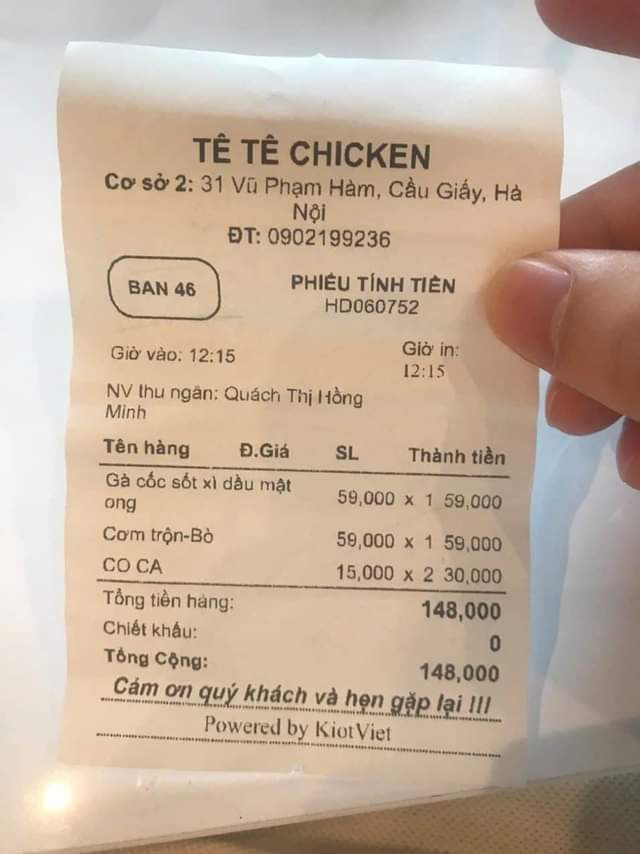 TÊ TÊ CHICKEN
Cơ sở 2: 31 Vũ Phạm Hàm, Cầu Giấy, Hà
Nội
ĐT: 0902199236
BAN 46
PHIẾU TÍNH TIỀN
HD060752
Giờ vào: 12:15
Giờ in:
12:15
NV thu ngân: Quách Thị Hồng
Minh
Tên hàng Đ.Giá SL Thành tiền
Gà cốc sốt xì dầu mật
ong
59,000 x 1 59,000
Cơm trộn-Bò 59,000 x 1 59,000
CO CA 15,000 x 2 30,000
Tổng tiền hàng: 148,000
Chiết khấu: 0
Tổng Cộng: 148,000
Cảm ơn quý khách và hẹn gặp lại !!!
Powered by KiotViet